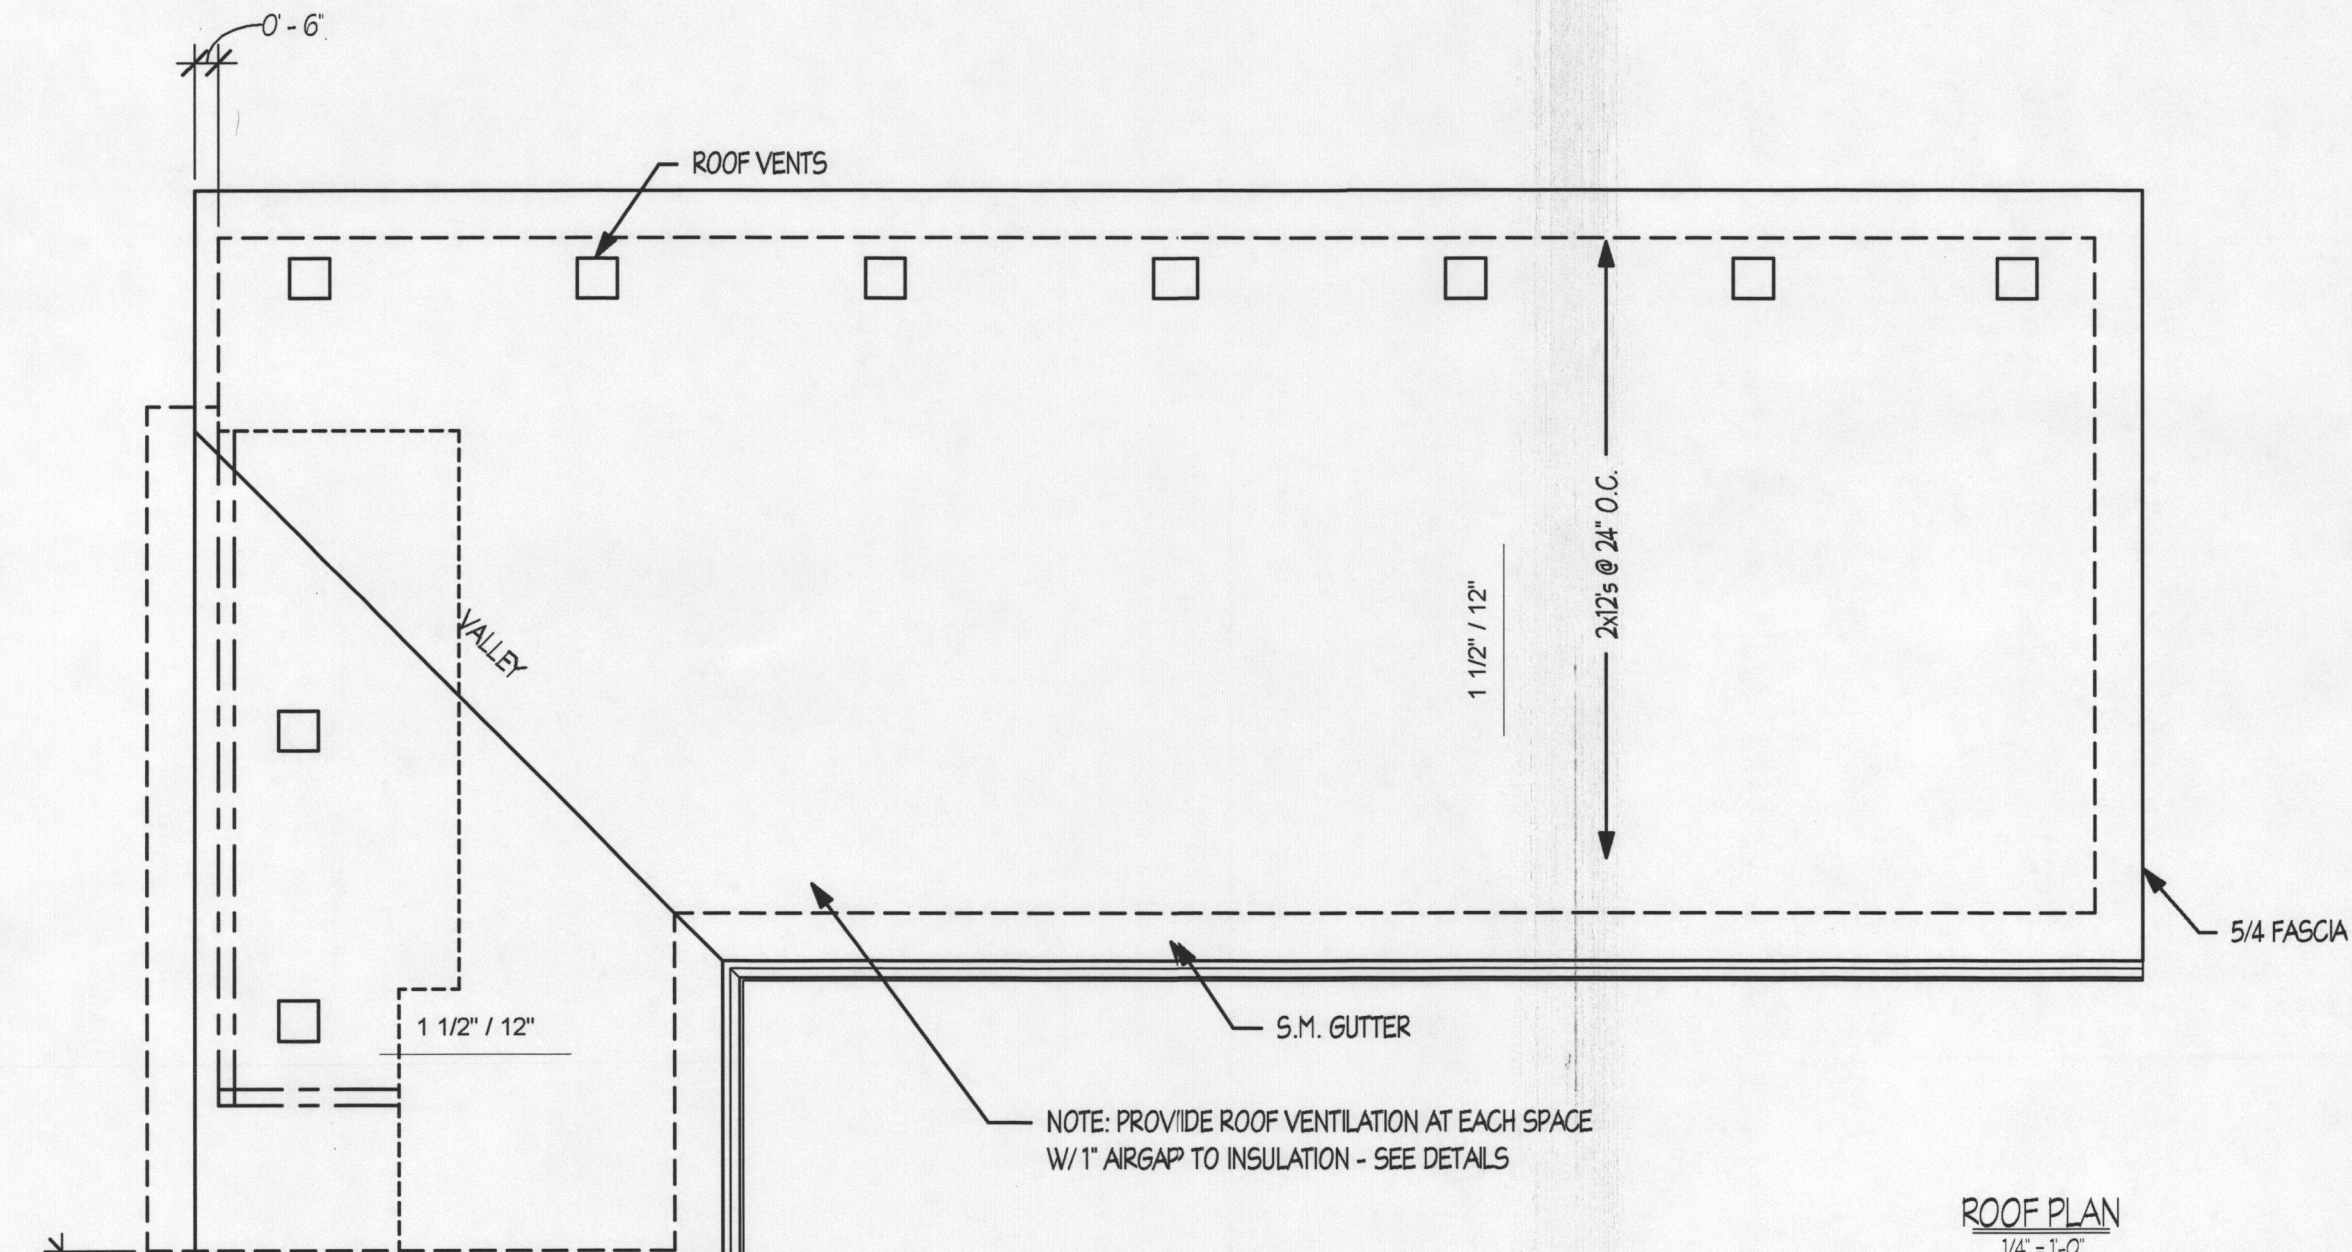 0' - 6"
ROOF VENTS
VALLEY
2x12's @ 24" O.C.
1 1/2" / 12"
5/4 FASCIA
1 1/2" / 12"
S.M. GUTTER
NOTE: PROVIDE ROOF VENTILATION AT EACH SPACE
W/ 1" AIRGAP TO INSULATION - SEE DETAILS
ROOF PLAN
1/4" = 1'-0"